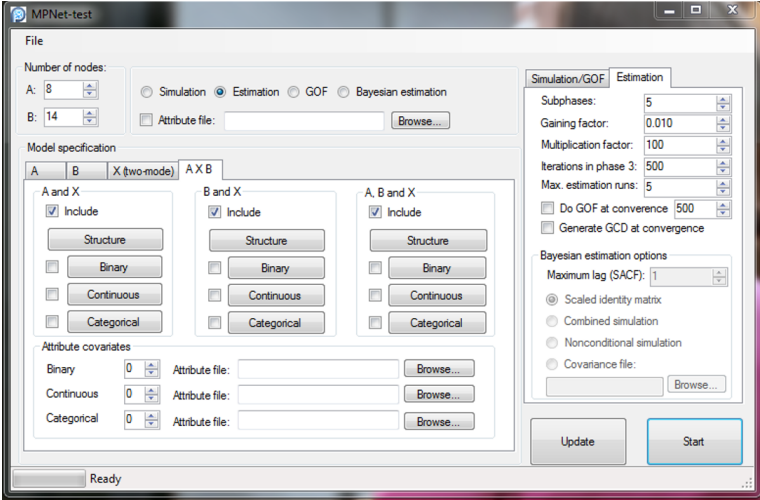 MPNet-test
File
Number of nodes:
A: 8
B: 14
Simulation Estimation GOF Bayesian estimation
Attribute file: Browse...
Model specification
A B X (two-mode) A X B
A and X
Include
Structure
Binary
Continuous
Categorical
B and X
Include
Structure
Binary
Continuous
Categorical
A, B and X
Include
Structure
Binary
Continuous
Categorical
Attribute covariates
Binary 0 Attribute file: Browse...
Continuous 0 Attribute file: Browse...
Categorical 0 Attribute file: Browse...
Simulation/GOF Estimation
Subphases: 5
Gaining factor: 0.010
Multiplication factor: 100
Iterations in phase 3: 500
Max. estimation runs: 5
Do GOF at converence 500
Generate GCD at convergence
Bayesian estimation options
Maximum lag (SACF): 1
Scaled identity matrix
Combined simulation
Nonconditional simulation
Covariance file:
Browse...
Update Start
Ready